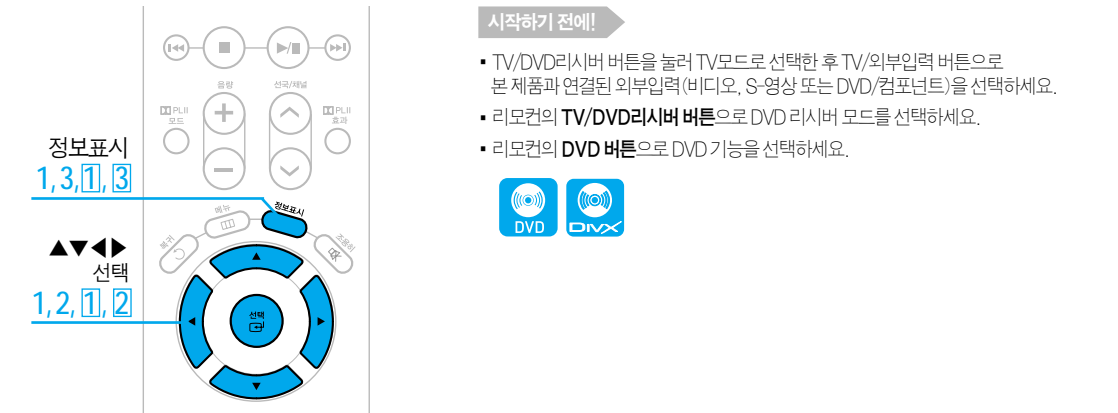 시작하기 전에!
▪ TV/DVD리시버 버튼을 눌러 TV모드로 선택한 후 TV/외부입력 버튼으로
본 제품과 연결된 외부입력(비디오, S-영상 또는 DVD/컴포넌트)을 선택하세요.
▪ 리모컨의 TV/DVD리시버 버튼으로 DVD 리시버 모드를 선택하세요.
▪ 리모컨의 DVD 버튼으로 DVD 기능을 선택하세요.
DVD
DIVX
음량
선국/채널
PLII
모드
PLII
효과
정보표시
1, 3, 1, 3
메뉴
정보표시
복귀
조용히
▲▼◀▶
선택
1, 2, 1, 2
선택